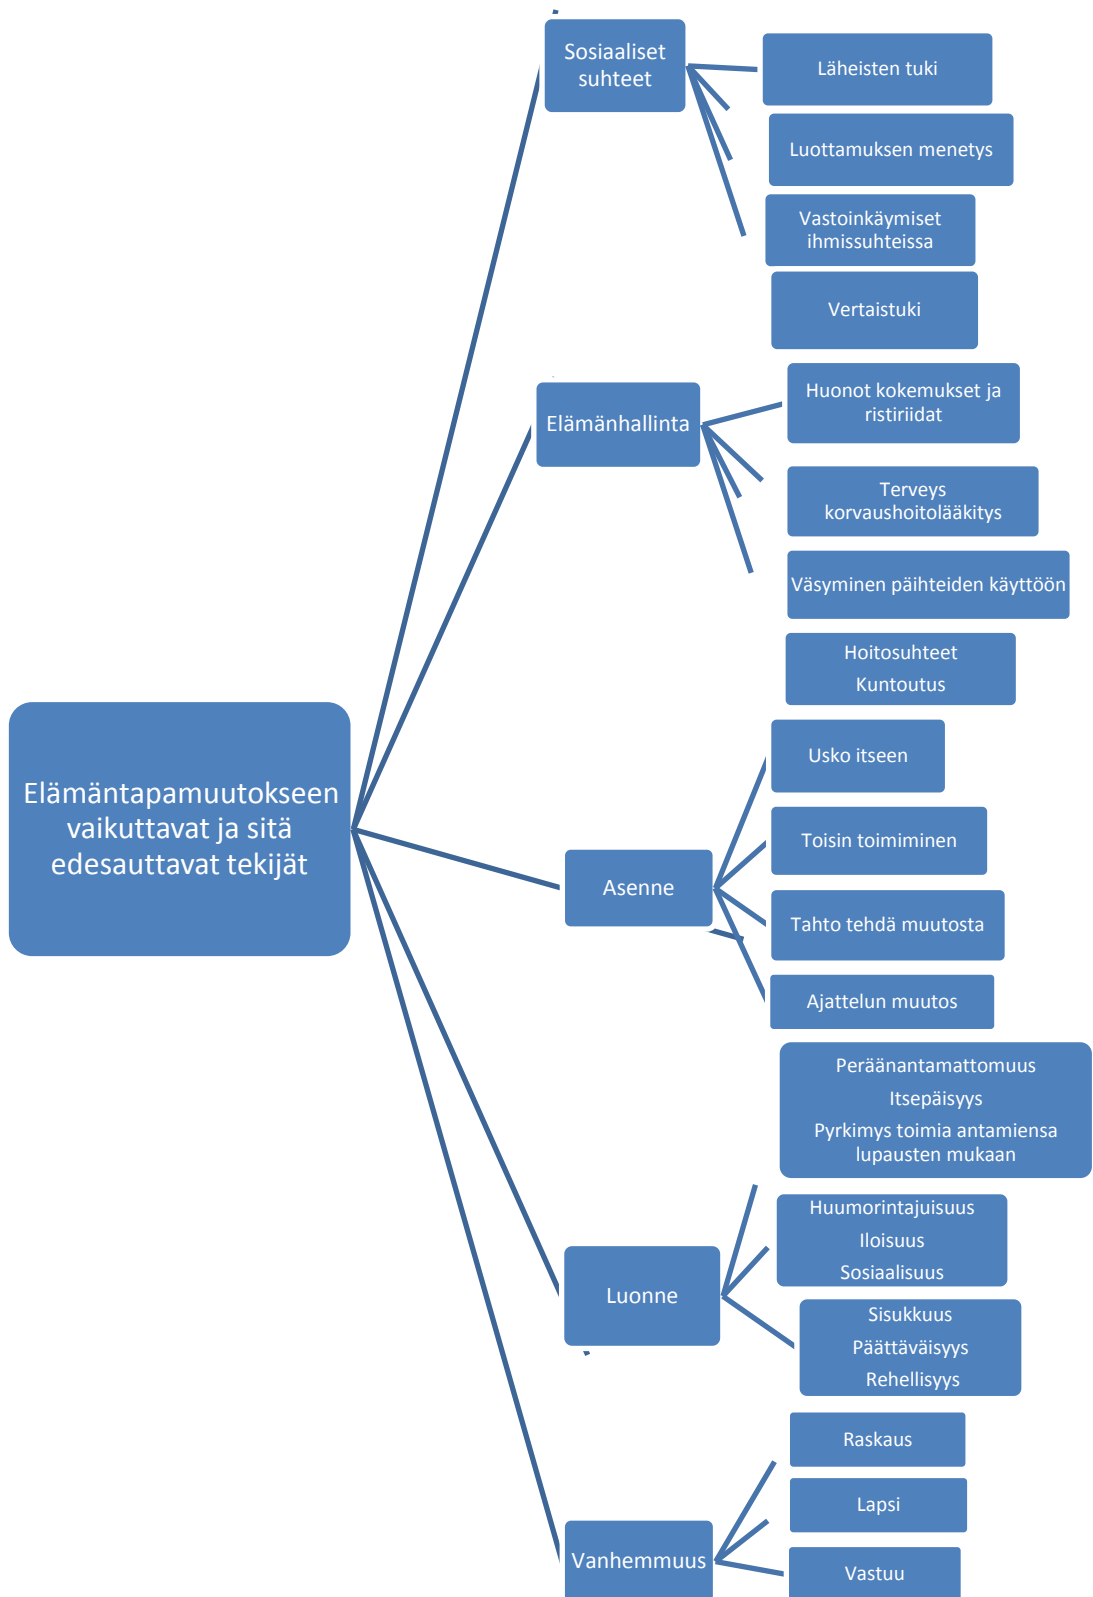 Sosiaaliset
suhteet
Läheisten tuki
Luottamuksen menetys
Vastoinkäymiset
ihmissuhteissa
Vertaistuki
Elämänhallinta
Huonot kokemukset ja
ristiriidat
Terveys
korvaushoitolääkitys
Väsyminen päihteiden käyttöön
Hoitosuhteet
Kuntoutus
Elämäntapamuutokseen
vaikuttavat ja sitä
edesauttavat tekijät
Asenne
Usko itseen
Toisin toimiminen
Tahto tehdä muutosta
Ajattelun muutos
Luonne
Peräänantamattomuus
Itsepäisyys
Pyrkimys toimia antamiensa
lupausten mukaan
Huumorintajuisuus
Iloisuus
Sosiaalisuus
Sisukkuus
Päättäväisyys
Rehellisyys
Vanhemmuus
Raskaus
Lapsi
Vastuu